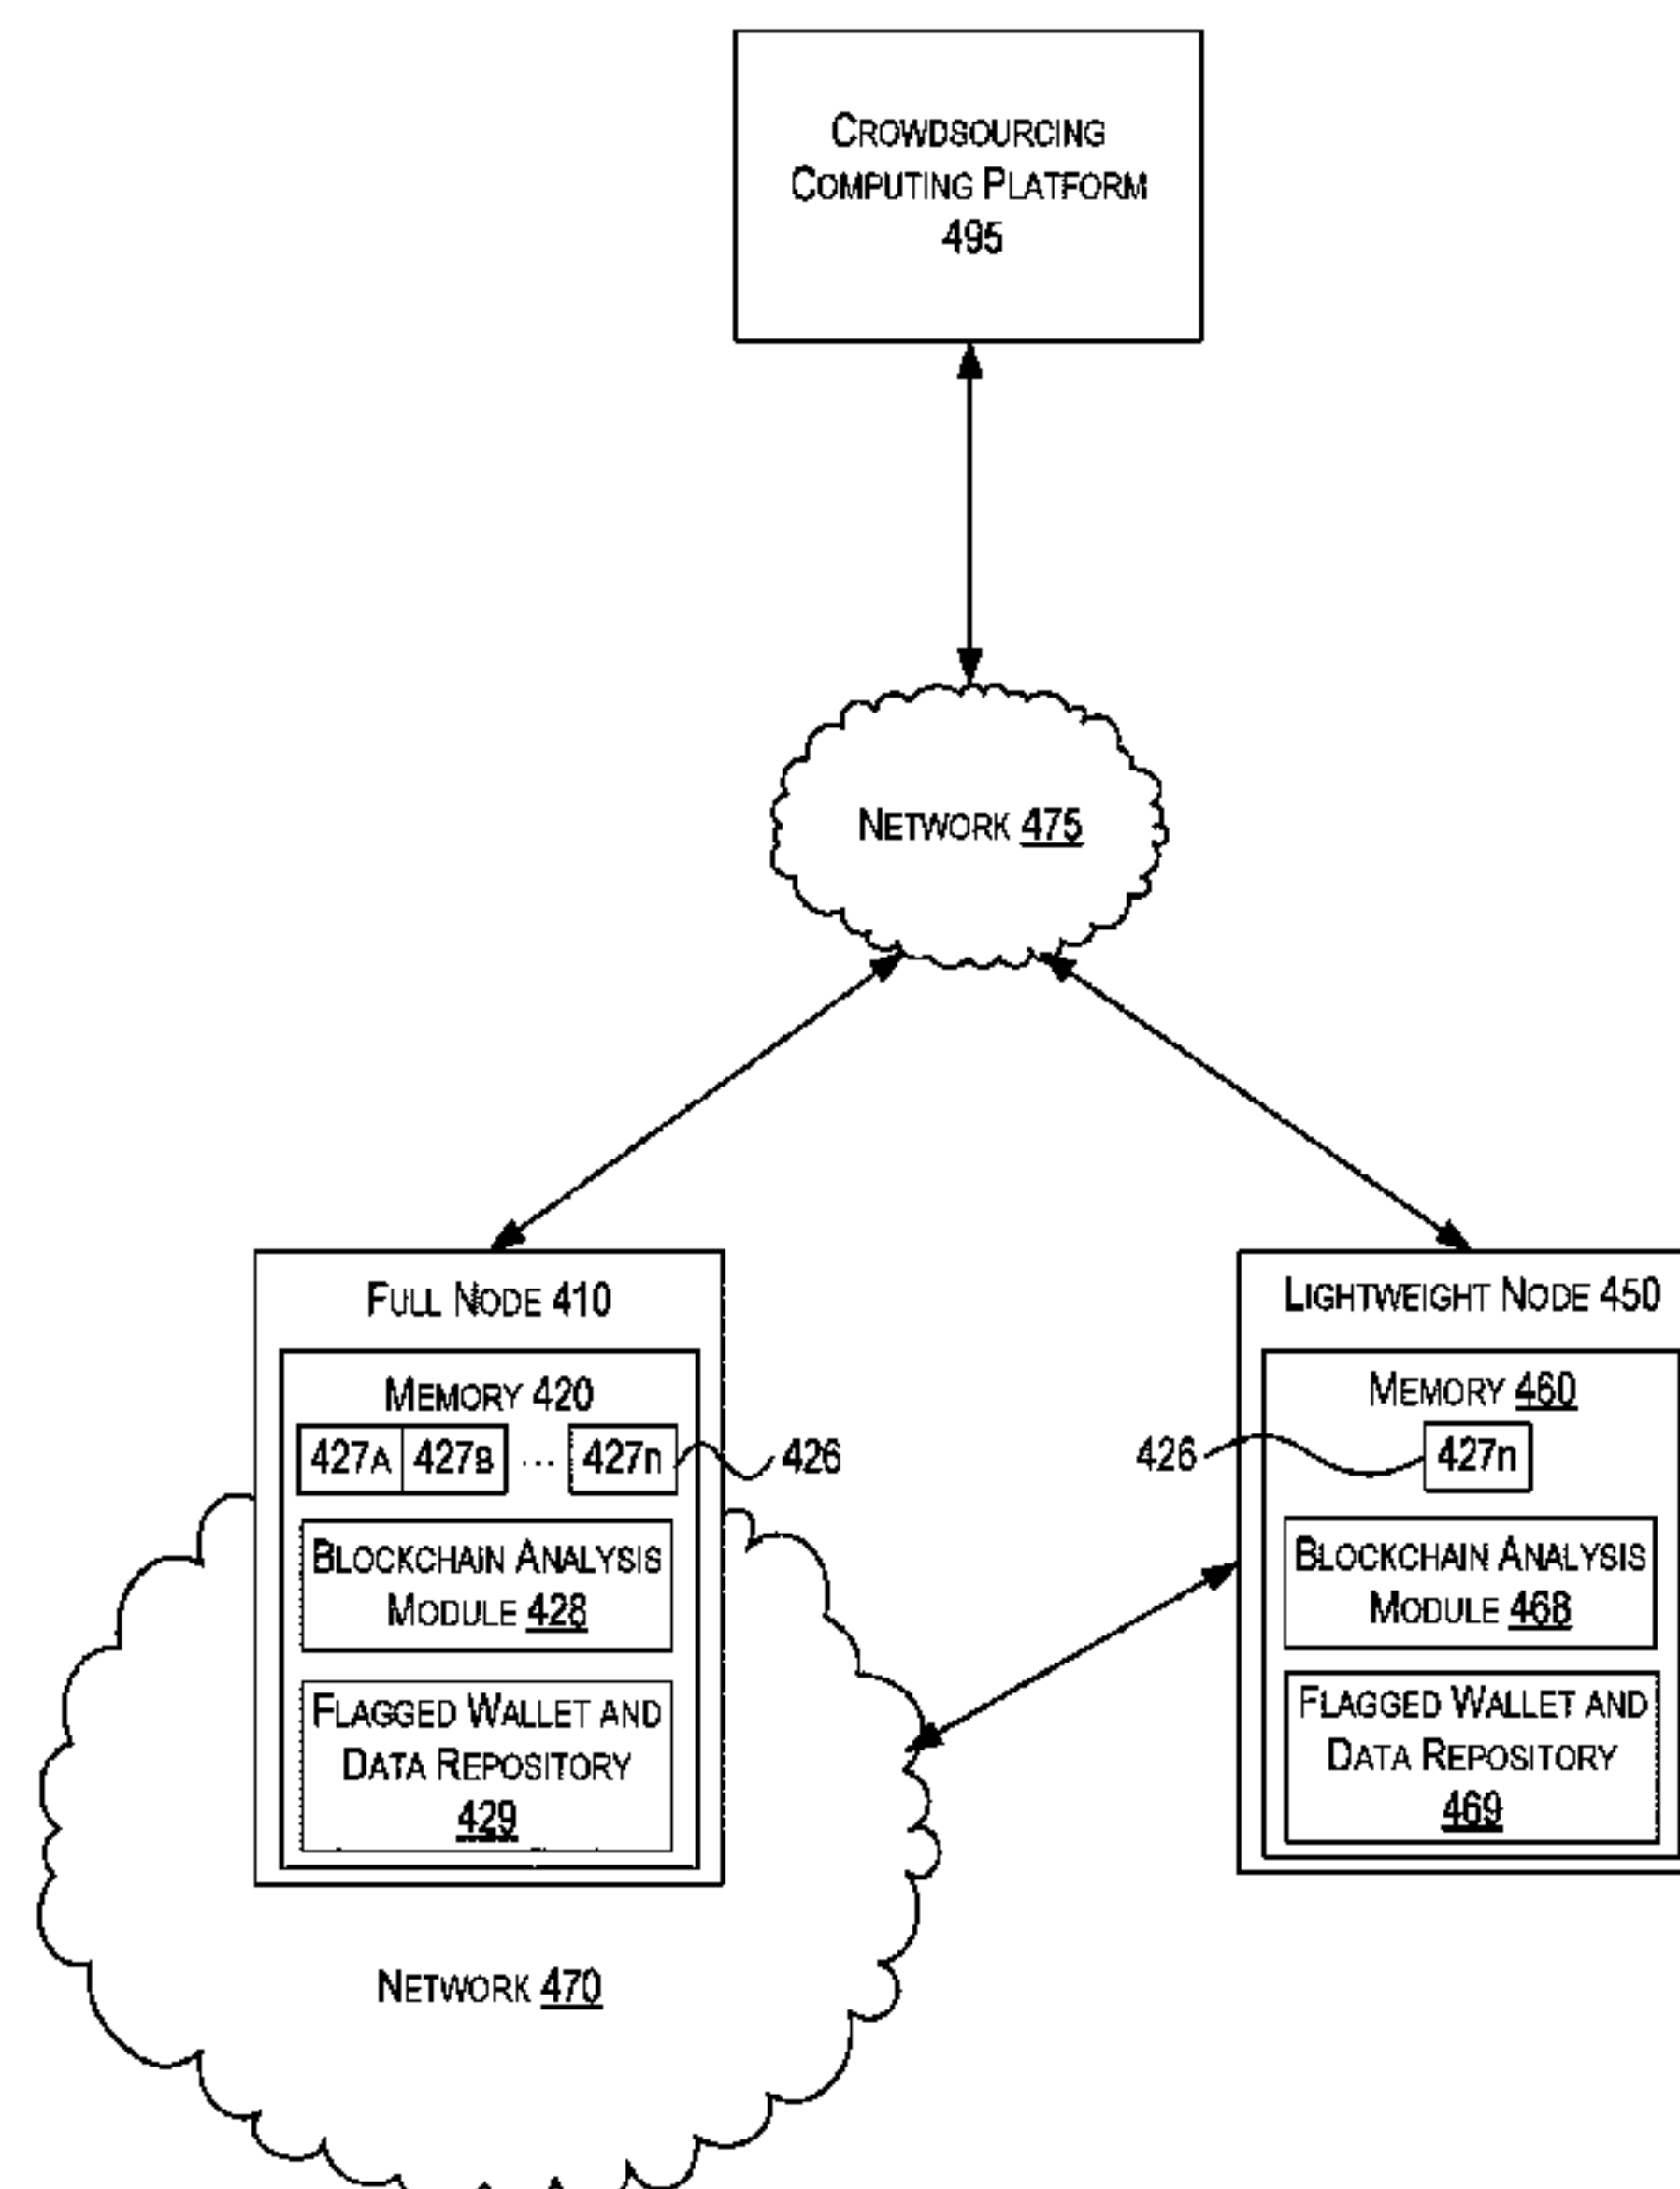 CROWDSOURCING
COMPUTING PLATFORM
495
NETWORK 475
FULL NODE 410
MEMORY 420
427A 427B ... 427n
426
BLOCKCHAIN ANALYSIS
MODULE 428
FLAGGED WALLET AND
DATA REPOSITORY
429
NETWORK 470
LIGHTWEIGHT NODE 450
MEMORY 460
426
427n
BLOCKCHAIN ANALYSIS
MODULE 468
FLAGGED WALLET AND
DATA REPOSITORY
469